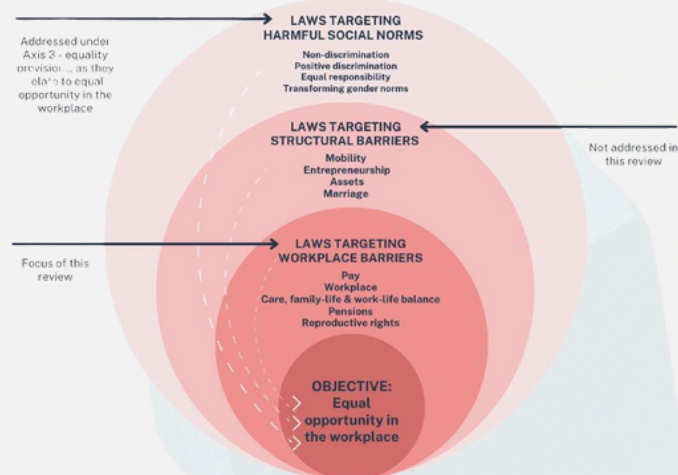 LAWS TARGETING
HARMFUL SOCIAL NORMS
Non-discrimination
Positive discrimination
Equal responsibility
Transforming gender norms
Addressed under
Axis 3 - equality
as they
to equal
opportunity in the
workplace
LAWS TARGETING
STRUCTURAL BARRIERS
Mobility
Entrepreneurship
Assets
Marriage
Not addressed in
this review
LAWS TARGETING
WORKPLACE BARRIERS
Pay
Workplace
Care, family-life & work-life balance
Pensions
Reproductive rights
Focus of this
review
OBJECTIVE:
Equal
opportunity in
the workplace